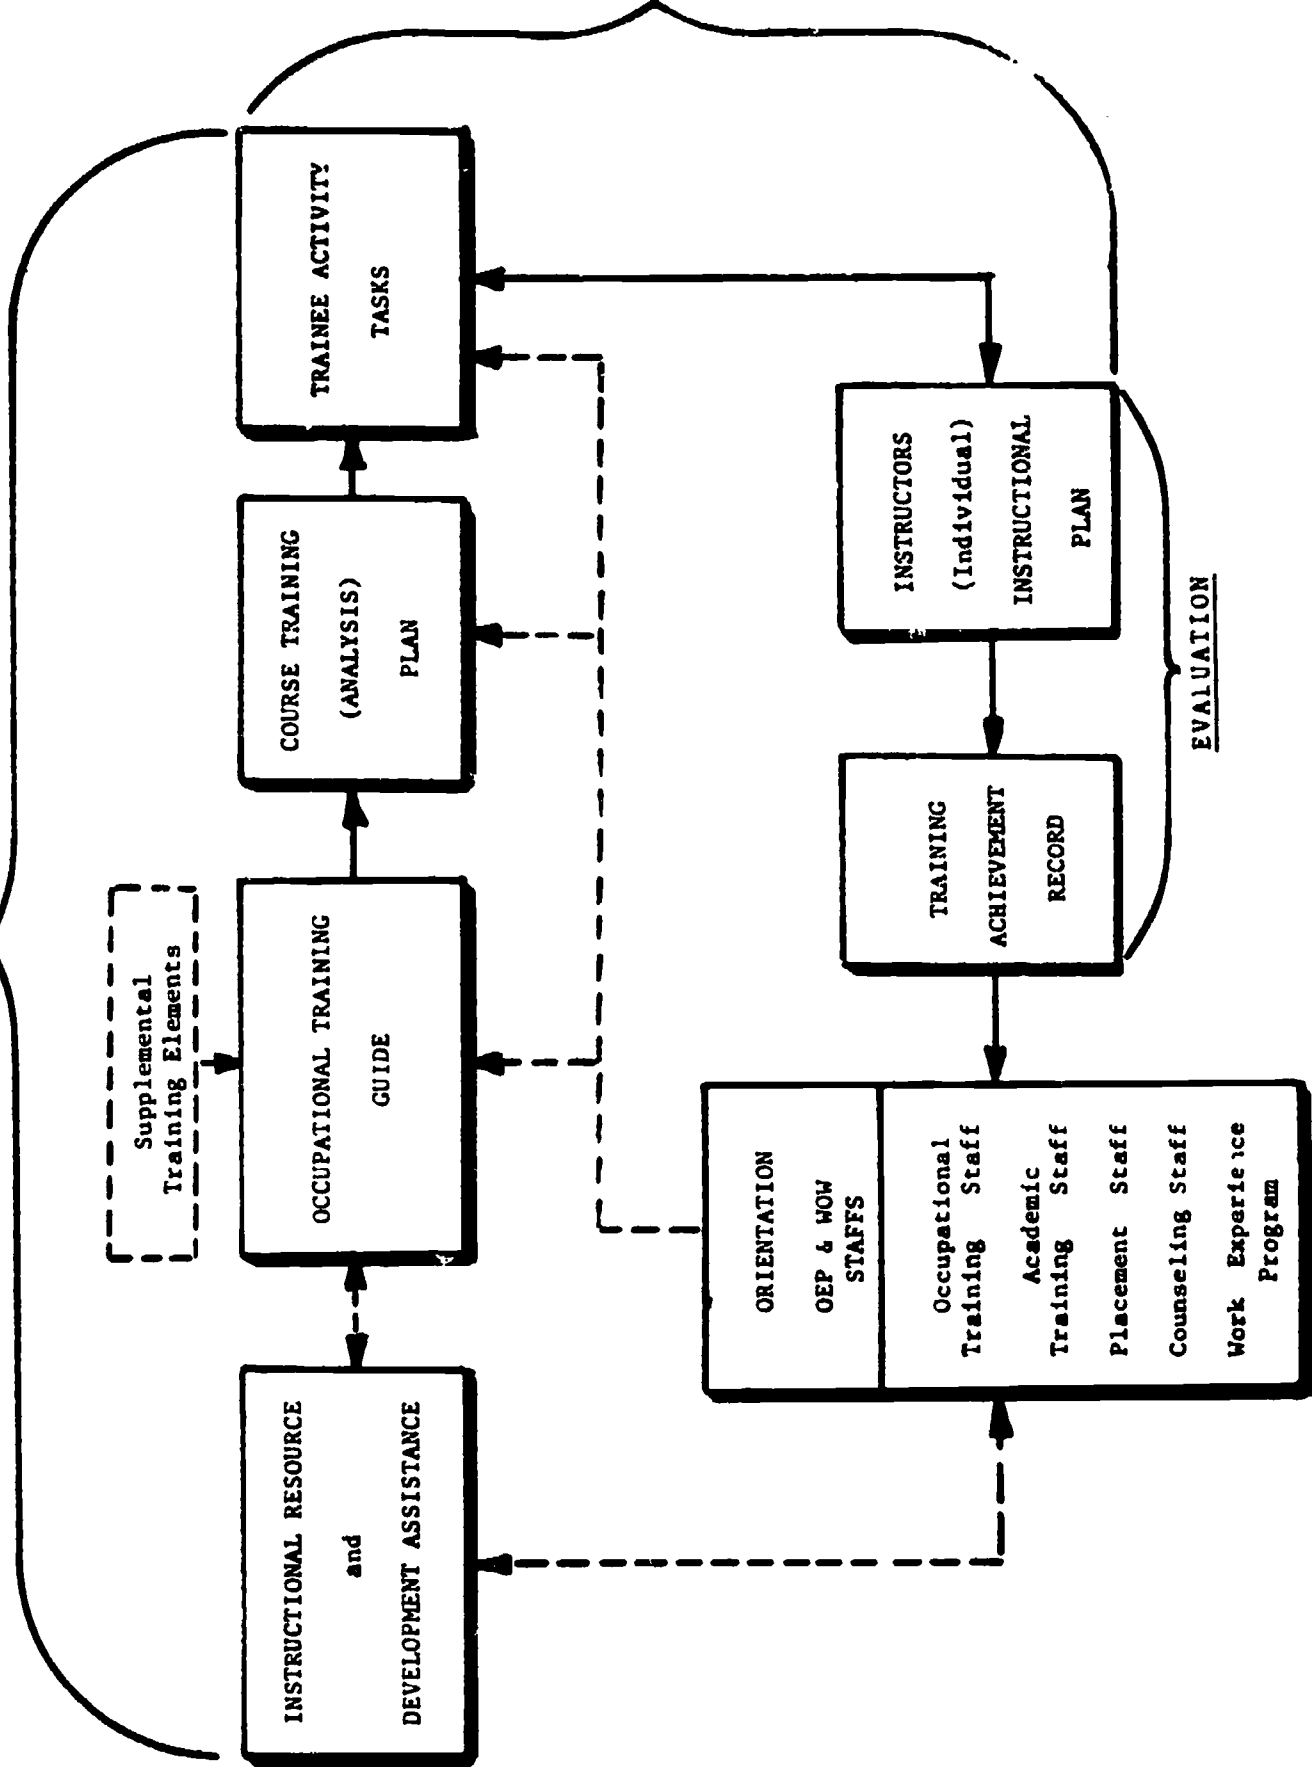 Supplemental
Training Elements
INSTRUCTIONAL RESOURCE
and
DEVELOPMENT ASSISTANCE
OCCUPATIONAL TRAINING
GUIDE
COURSE TRAINING
(ANALYSIS)
PLAN
TRAINEE ACTIVITY
TASKS
ORIENTATION
OEP & WOW
STAFFS
Occupational
Training Staff
Academic
Training Staff
Placement Staff
Counseling Staff
Work Experience
Program
TRAINING
ACHIEVEMENT
RECORD
INSTRUCTORS
(Individual)
INSTRUCTIONAL
PLAN
EVALUATION